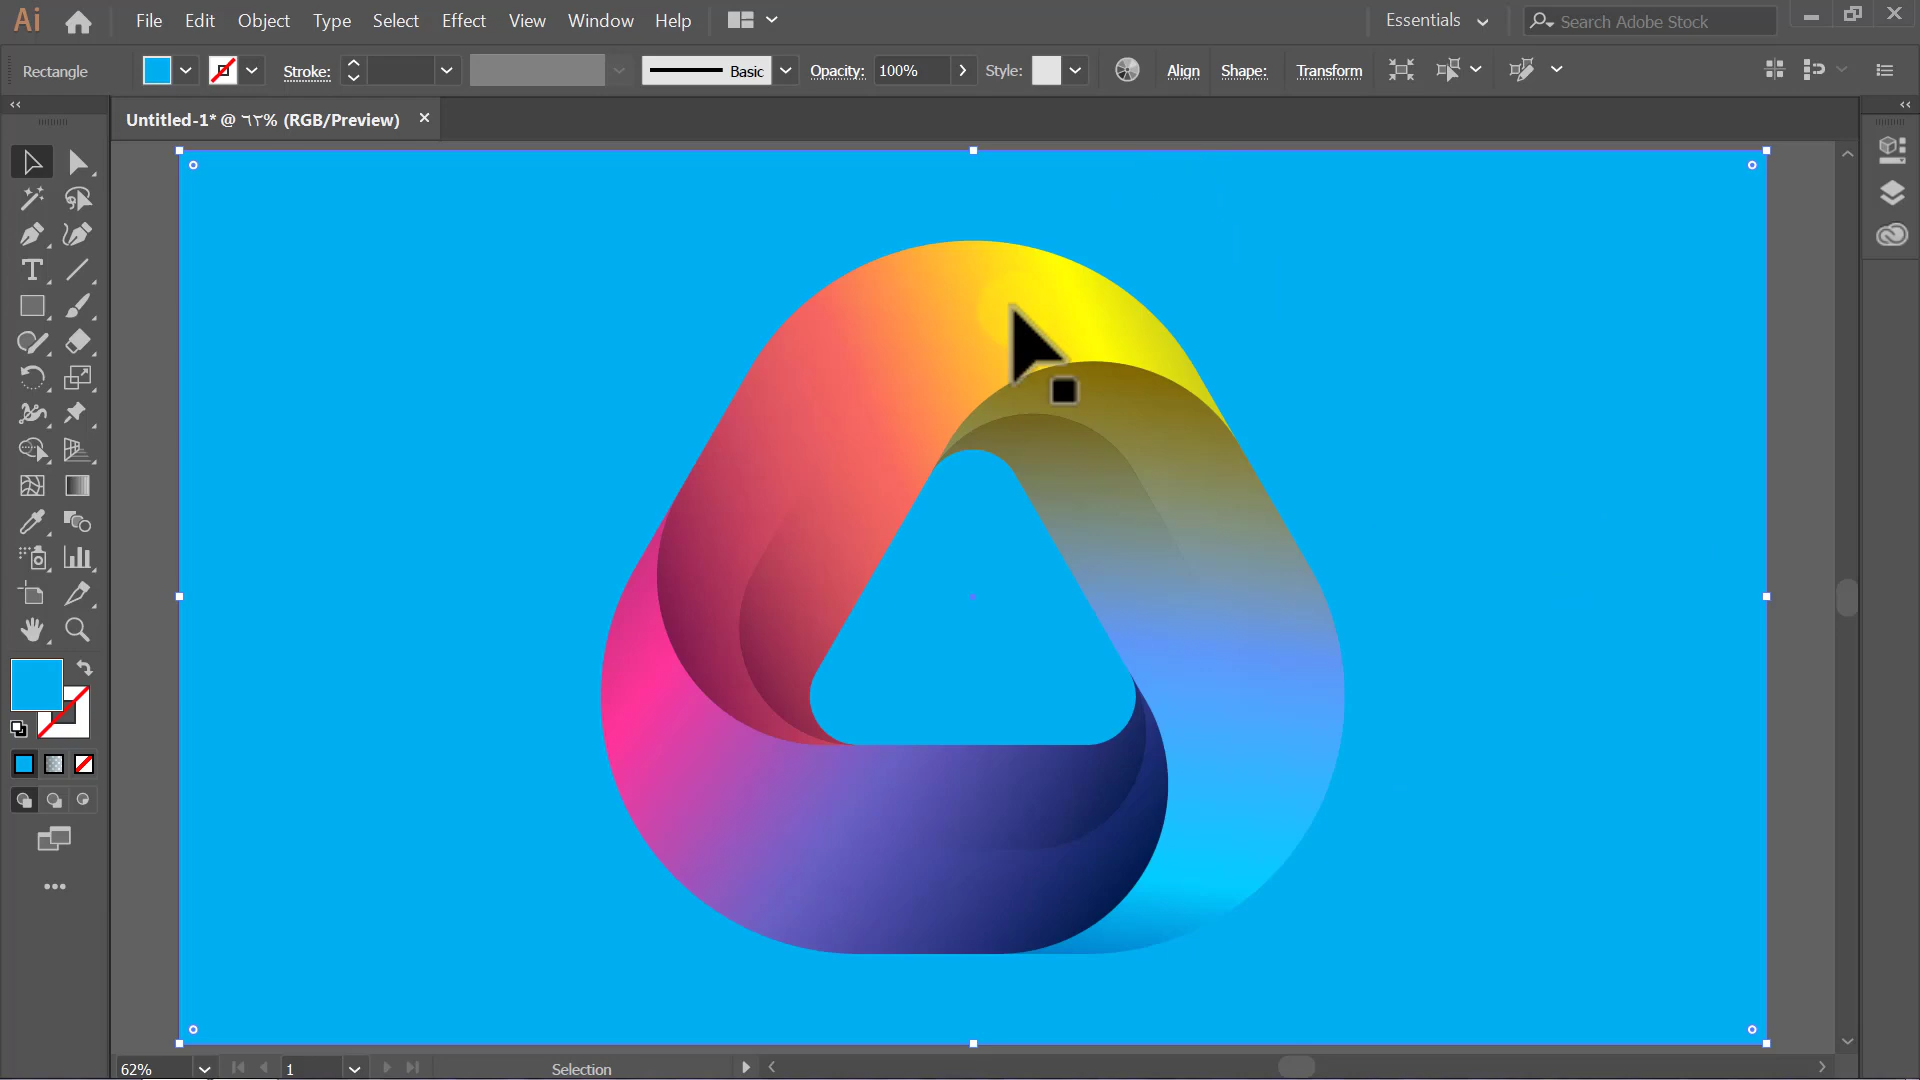 Ai File Edit Object Type Select Effect View Window Help Essentials Search Adobe Stock
Rectangle Stroke: Basic Opacity: 100% Style: Align Shape: Transform
Untitled-1* @ ٦٢% (RGB/Preview)
62% 1 Selection